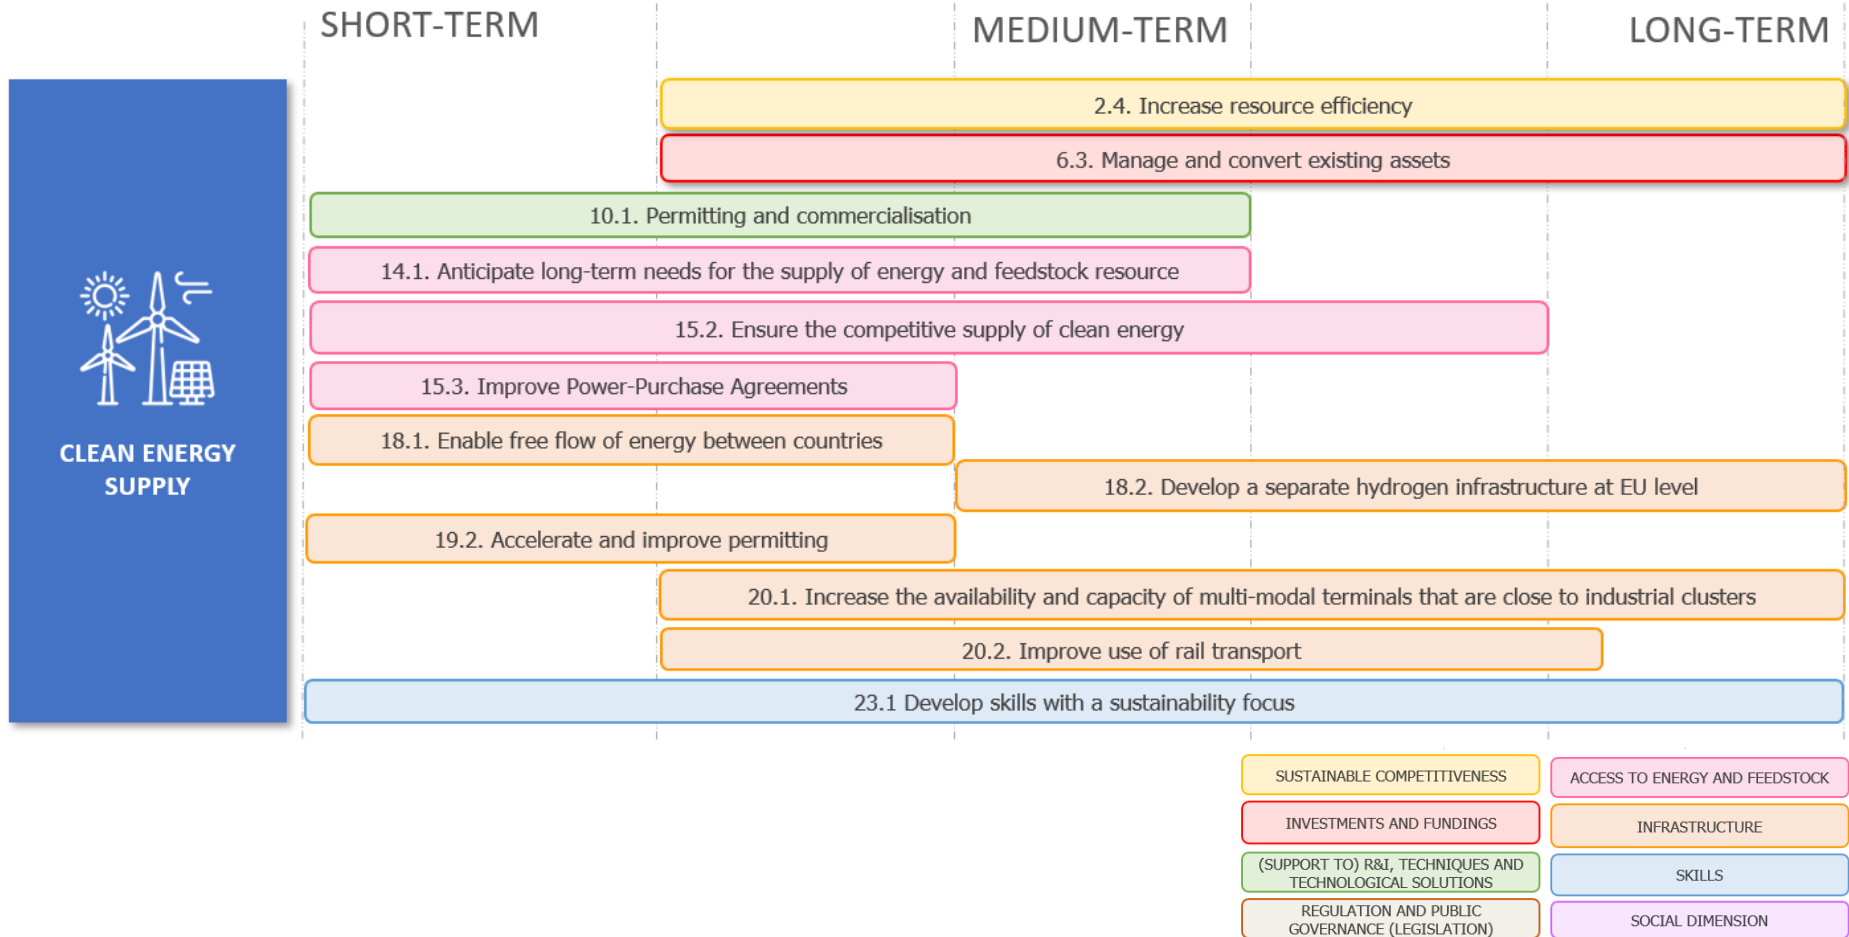 SHORT-TERM
MEDIUM-TERM
LONG-TERM
CLEAN ENERGY
SUPPLY
2.4. Increase resource efficiency
6.3. Manage and convert existing assets
10.1. Permitting and commercialisation
14.1. Anticipate long-term needs for the supply of energy and feedstock resource
15.2. Ensure the competitive supply of clean energy
15.3. Improve Power-Purchase Agreements
18.1. Enable free flow of energy between countries
18.2. Develop a separate hydrogen infrastructure at EU level
19.2. Accelerate and improve permitting
20.1. Increase the availability and capacity of multi-modal terminals that are close to industrial clusters
20.2. Improve use of rail transport
23.1 Develop skills with a sustainability focus
SUSTAINABLE COMPETITIVENESS
ACCESS TO ENERGY AND FEEDSTOCK
INVESTMENTS AND FUNDINGS
INFRASTRUCTURE
(SUPPORT TO) R&I, TECHNIQUES AND
TECHNOLOGICAL SOLUTIONS
SKILLS
REGULATION AND PUBLIC
GOVERNANCE (LEGISLATION)
SOCIAL DIMENSION